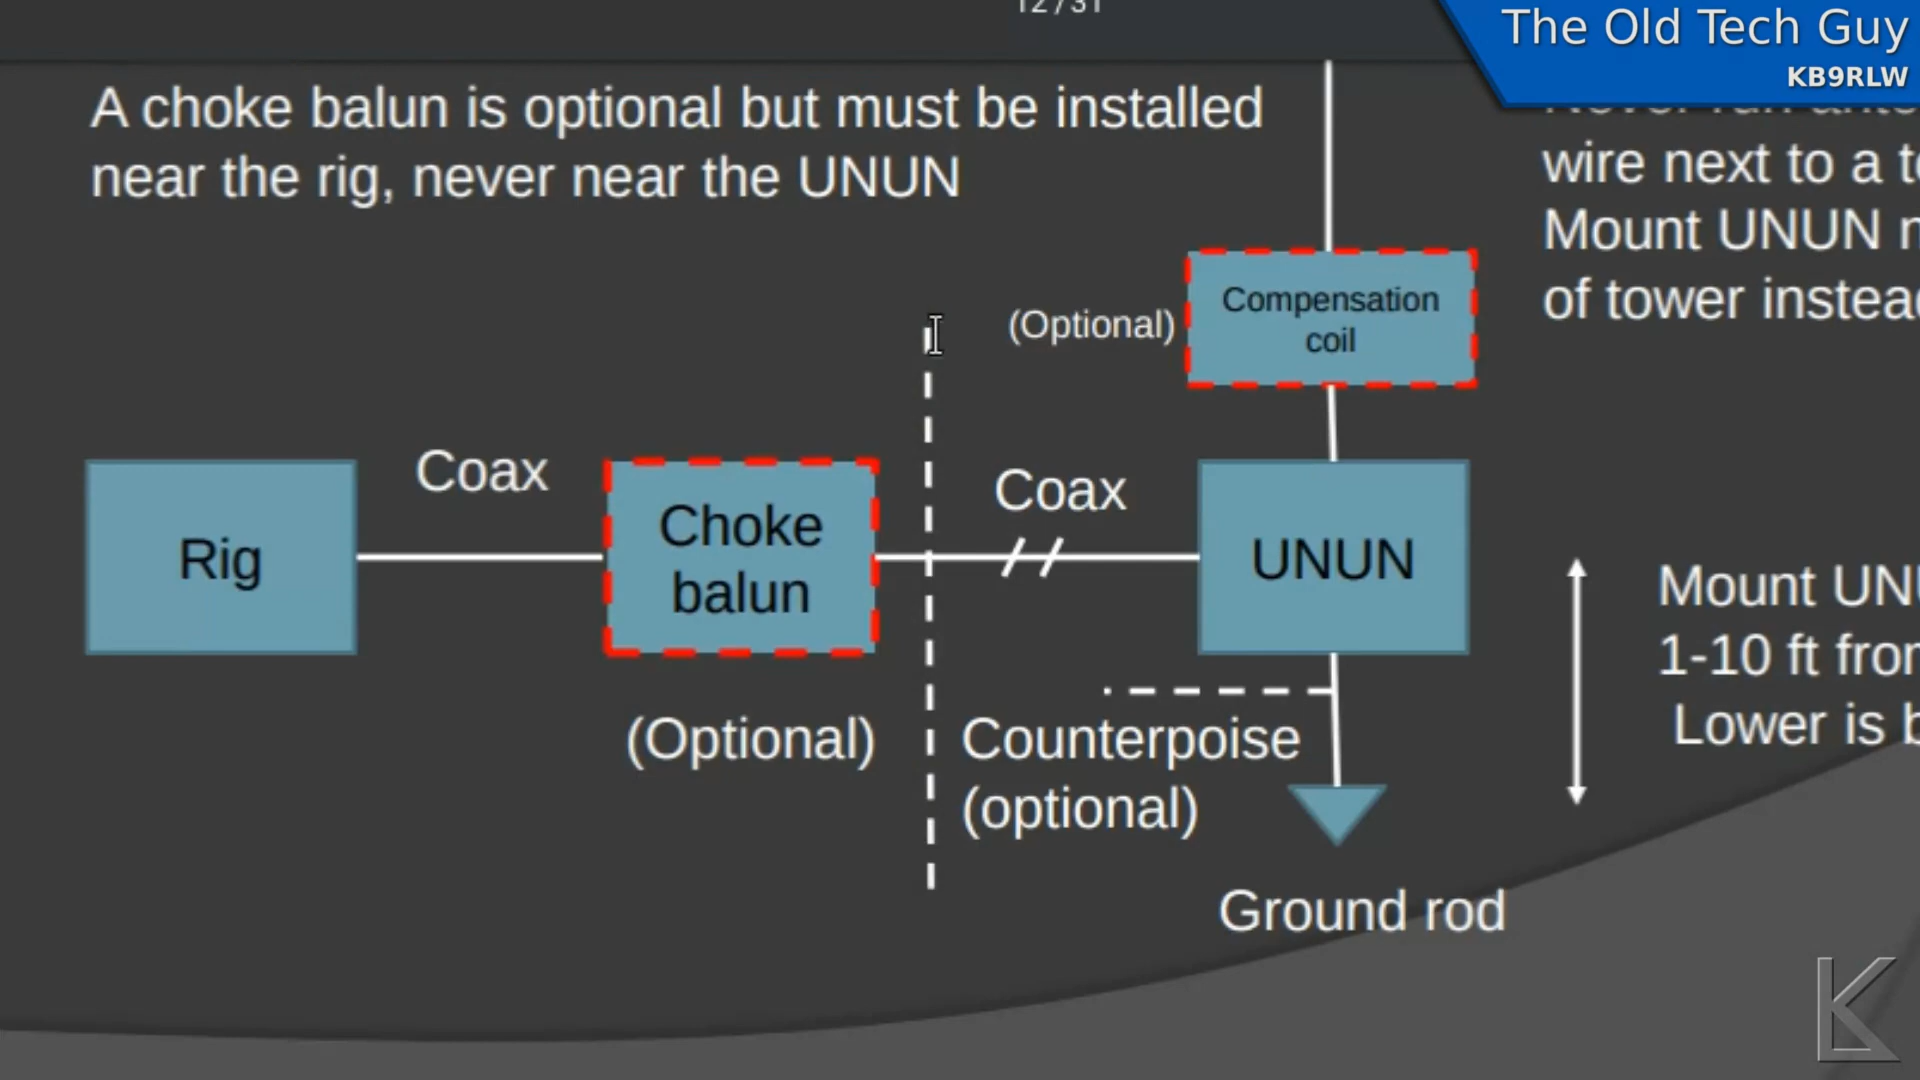 12/31
The Old Tech Guy
KB9RLW
A choke balun is optional but must be installed
near the rig, never near the UNUN
wire next to a
Mount UNUN
of tower
(Optional)
Compensation
coil
Coax
Coax
Rig
Choke
balun
UNUN
Mount
1-10 ft
Lower is
(Optional)
Counterpoise
(optional)
Ground rod